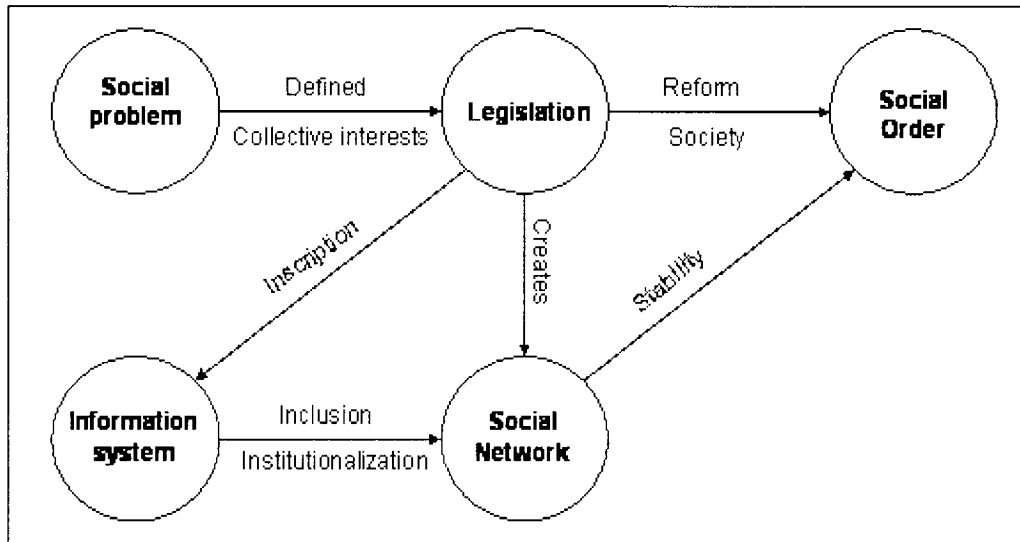 Social
problem
Defined
Collective interests
Legislation
Reform
Society
Social
Order
Inscription
Creates
Stability
Information
system
Inclusion
Institutionalization
Social
Network